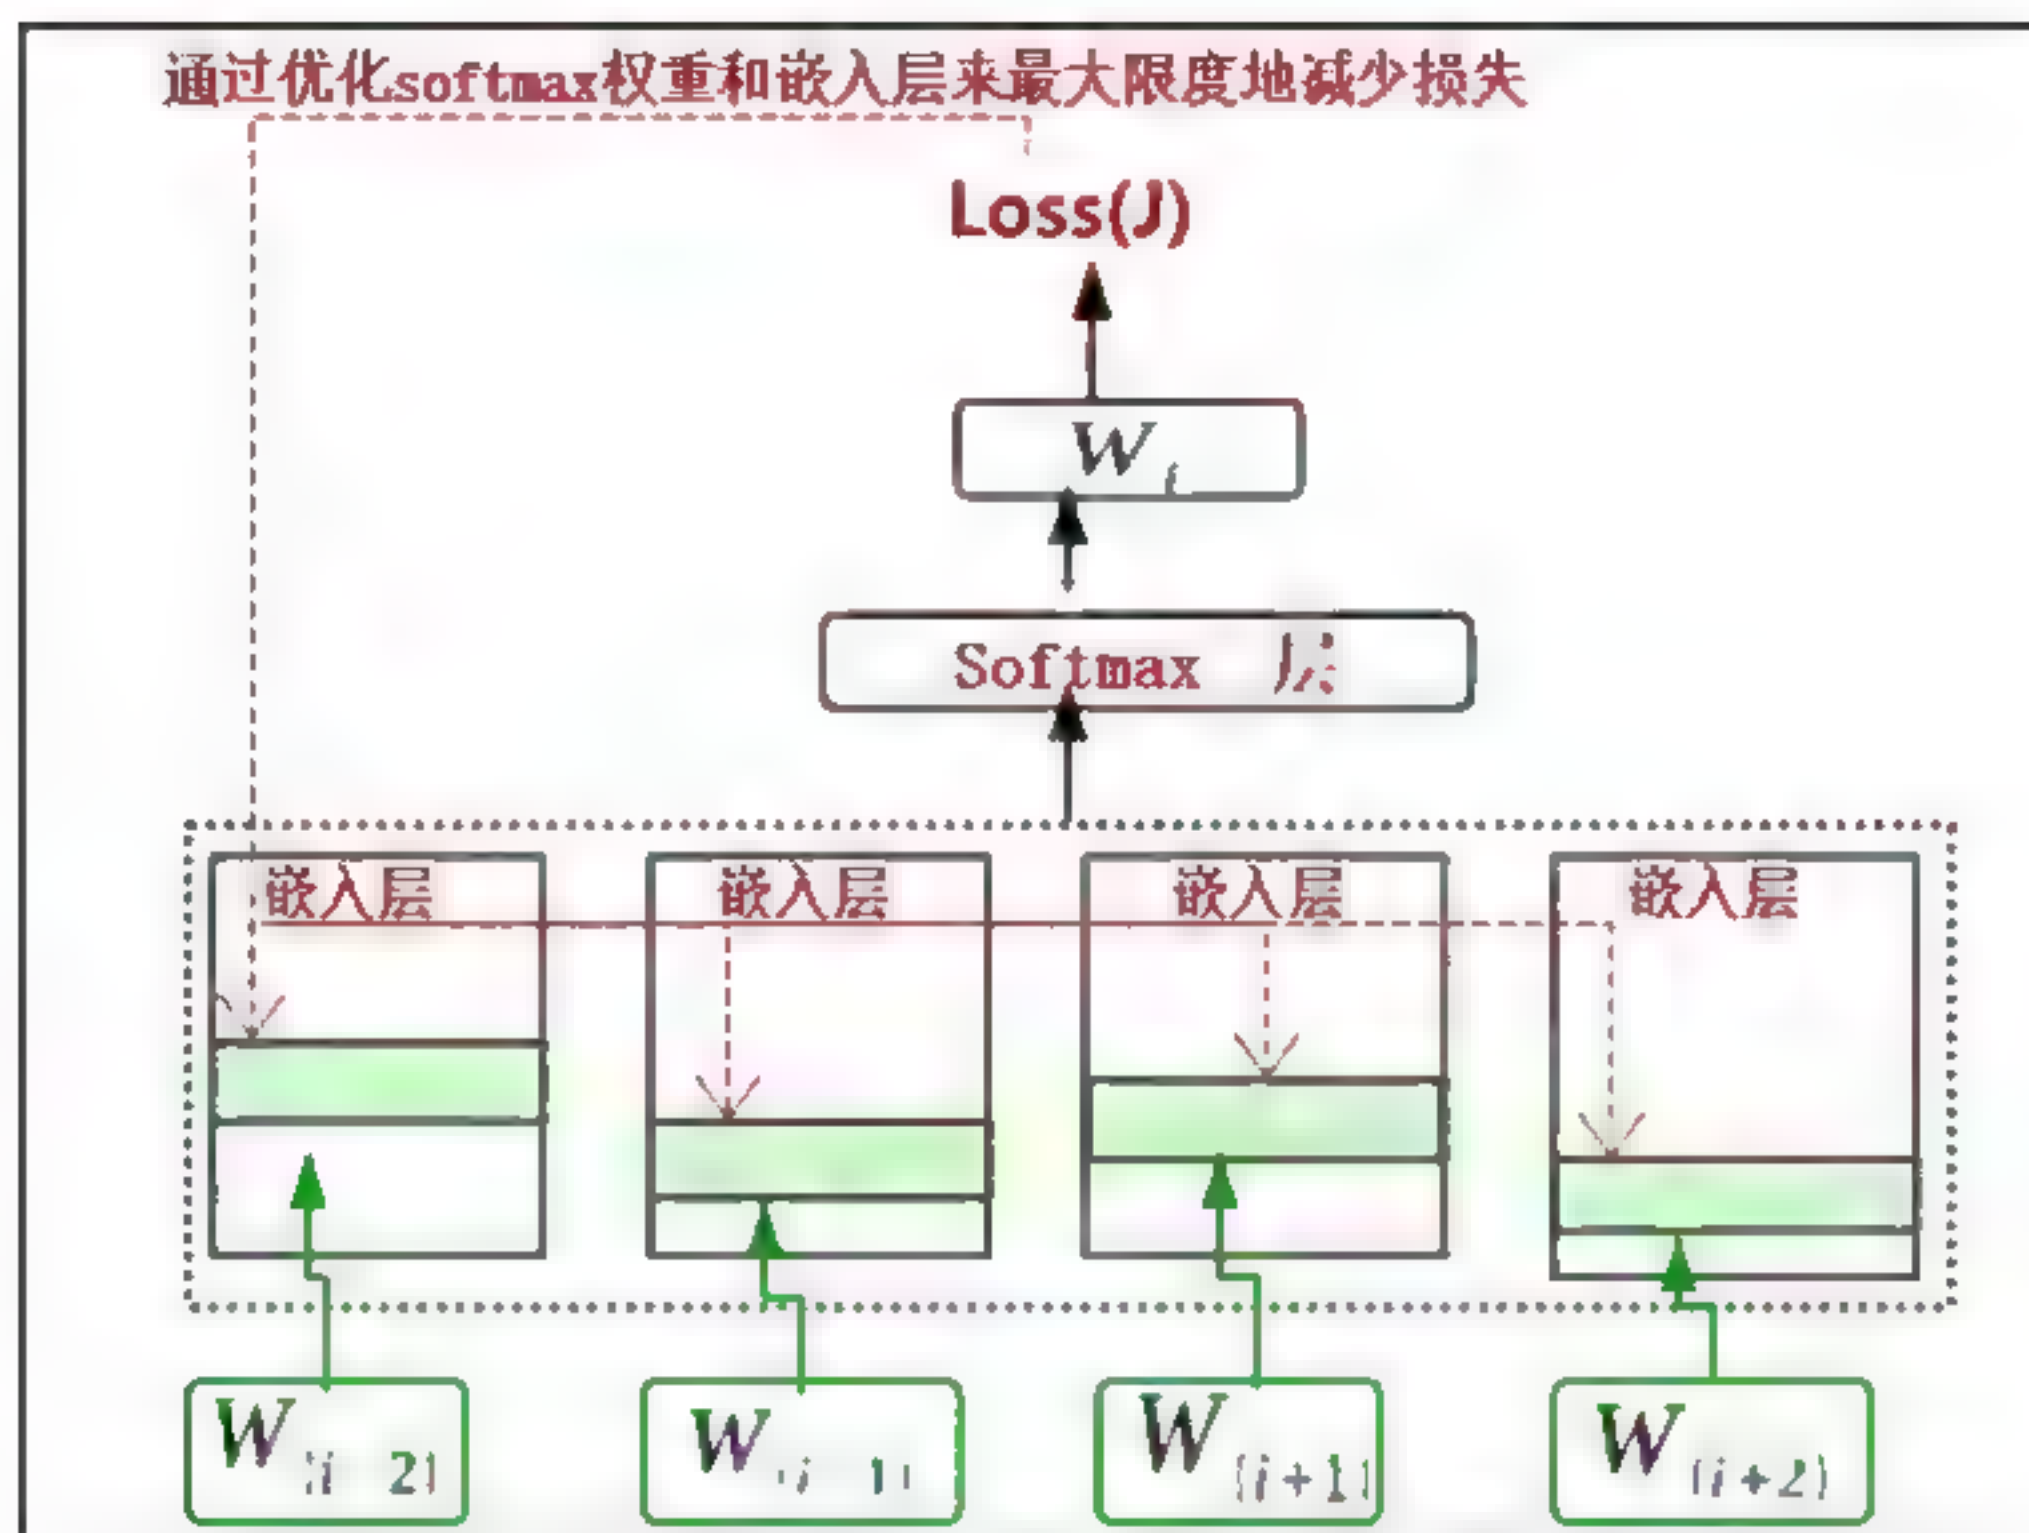 通过优化softmax权重和嵌入层来最大限度地减少损失
Loss(J)
W i
Softmax 层
嵌入层 嵌入层 嵌入层 嵌入层
W (i 2) W i 1 W (i+1) W (i+2)